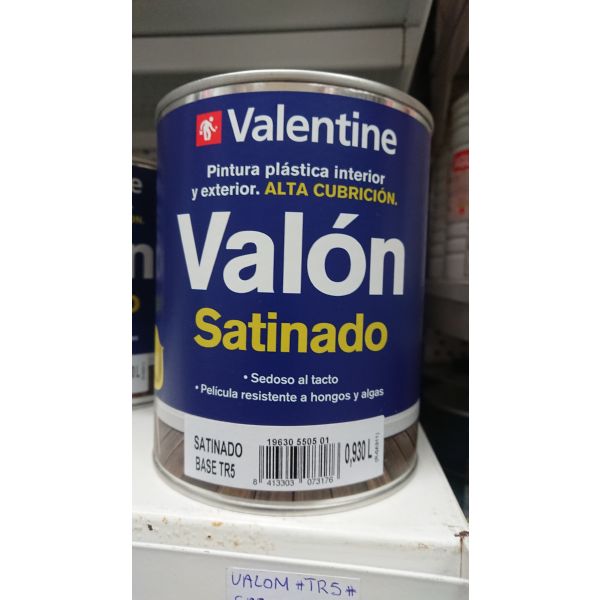 Valentine
Pintura plástica interior
y exterior. ALTA CUBRICIÓN.
Valón
Satinado
• Sedoso al tacto
• Película resistente a hongos y algas
SATINADO
BASE TR5
19630 5505 01
8 413303 073176
0,930 L
VALOM #TR5#